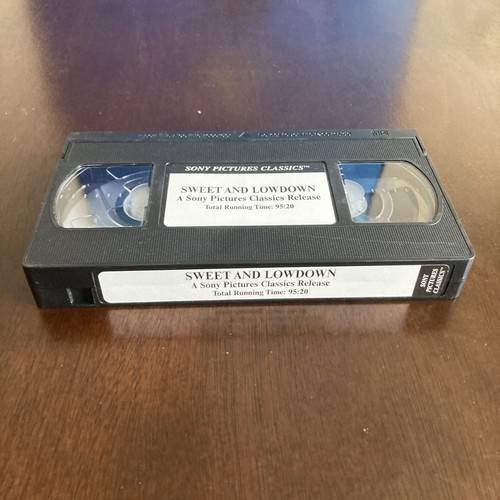 SONY PICTURES CLASSICS™
SWEET AND LOWDOWN
A Sony Pictures Classics Release
Total Running Time: 95:20
SWEET AND LOWDOWN
A Sony Pictures Classics Release
Total Running Time: 95:20
SONY
PICTURES
CLASSICS™